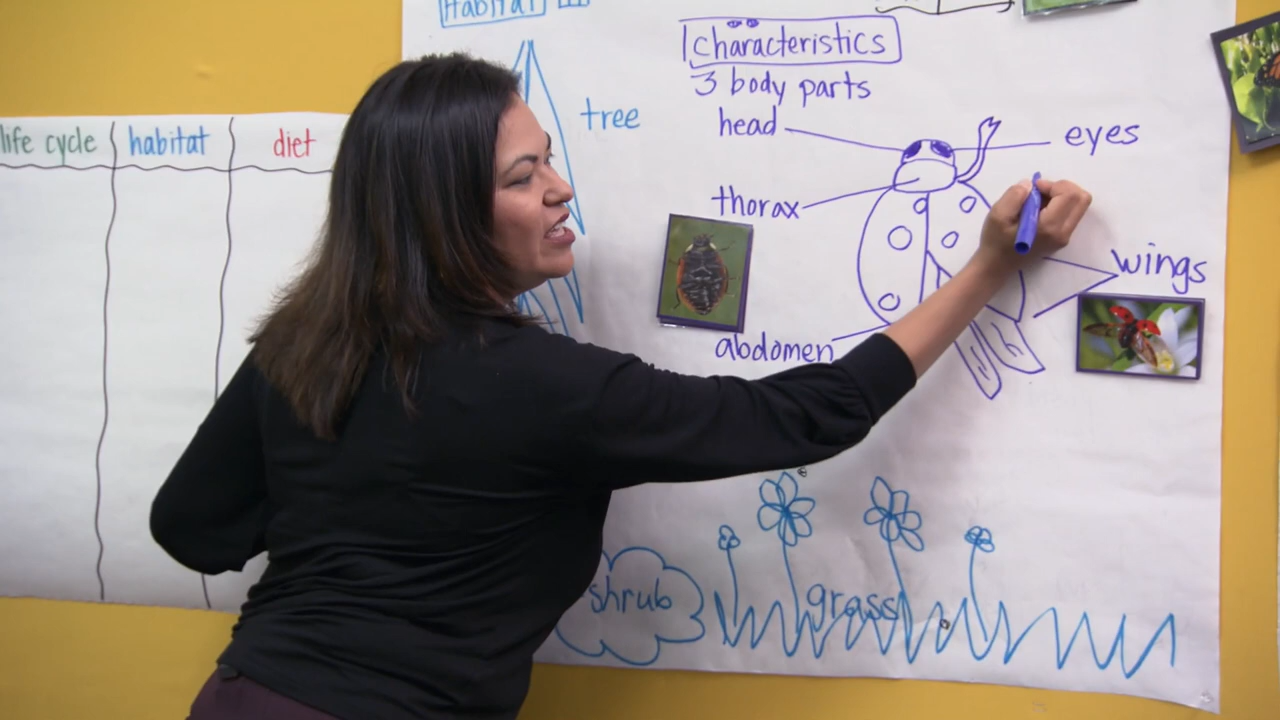 Habitat
characteristics
3 body parts
head
eyes
thorax
wings
abdomen
tree
shrub
grass
life cycle
habitat
diet